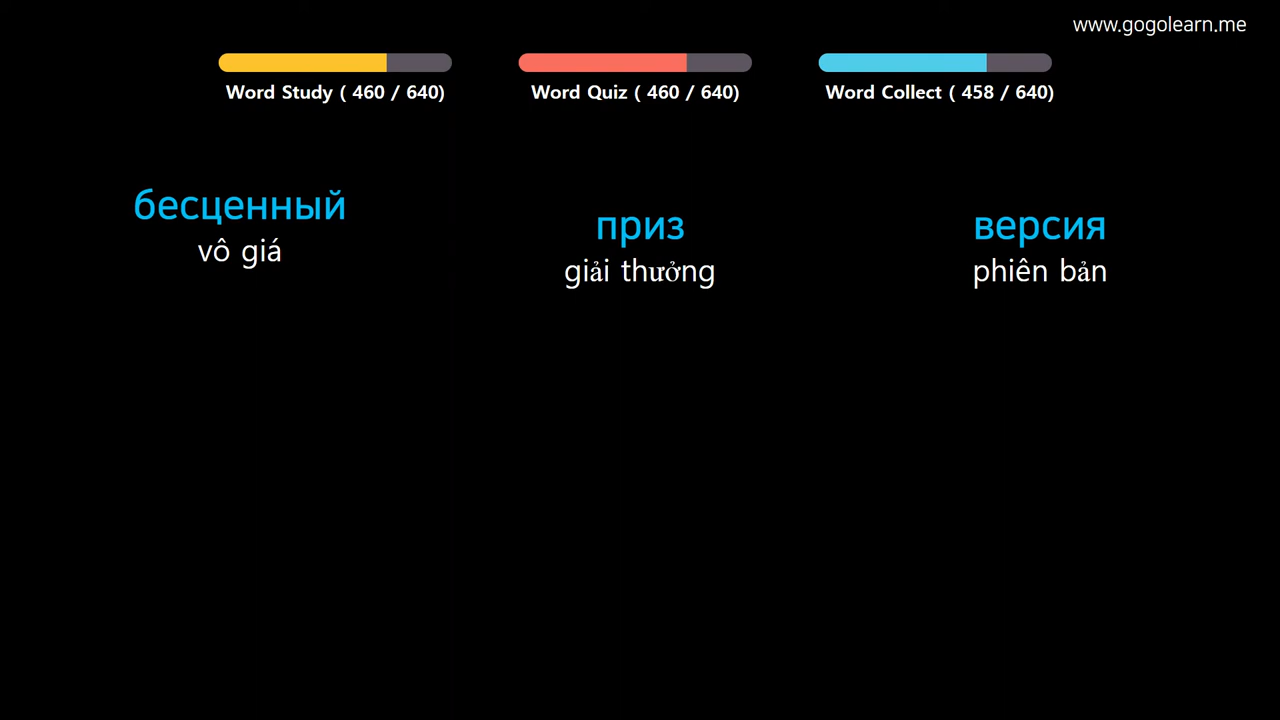 www.gogolearn.me
Word Study ( 460 / 640)
Word Quiz ( 460 / 640)
Word Collect ( 458 / 640)
бесценный
vô giá
приз
giải thưởng
версия
phiên bản